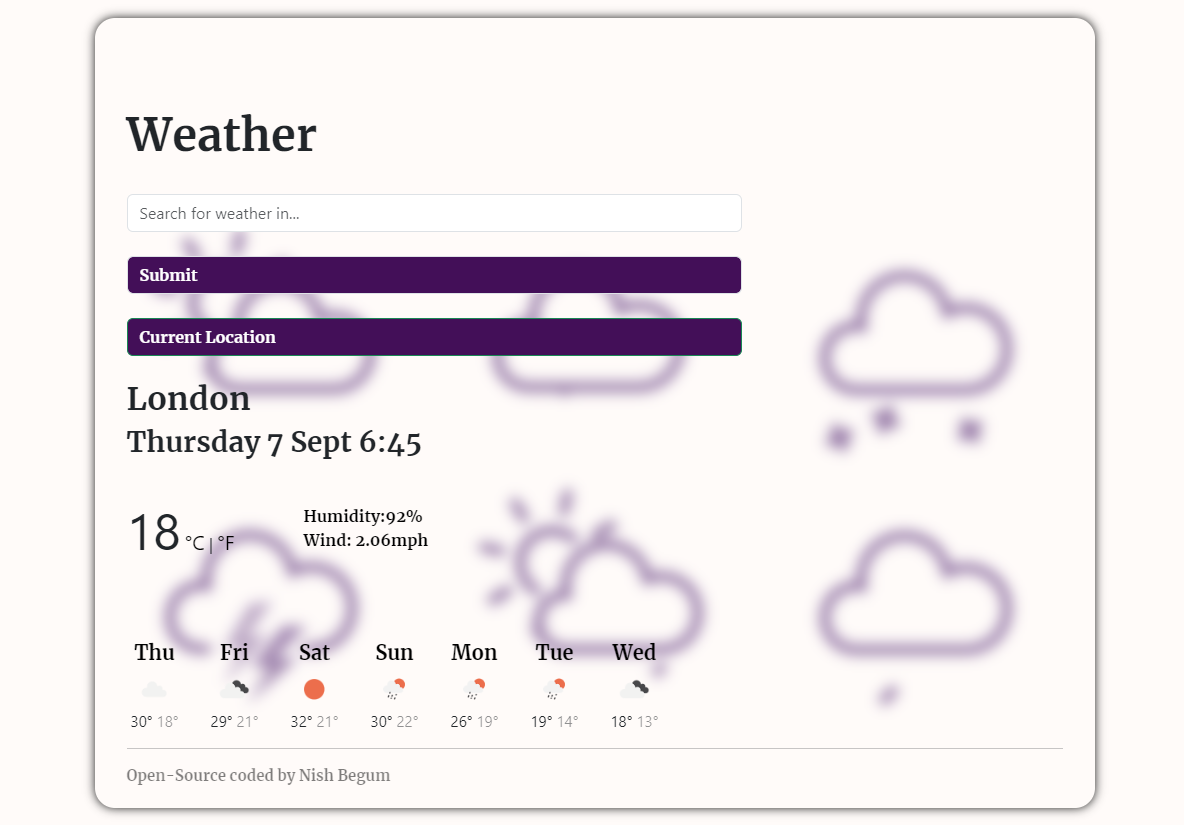 Weather
Search for weather in...
Submit
Current Location
London
Thursday 7 Sept 6:45
18 °C | °F
Humidity:92%
Wind: 2.06mph
Thu Fri Sat Sun Mon Tue Wed
30° 18° 29° 21° 32° 21° 30° 22° 26° 19° 19° 14° 18° 13°
Open-Source coded by Nish Begum